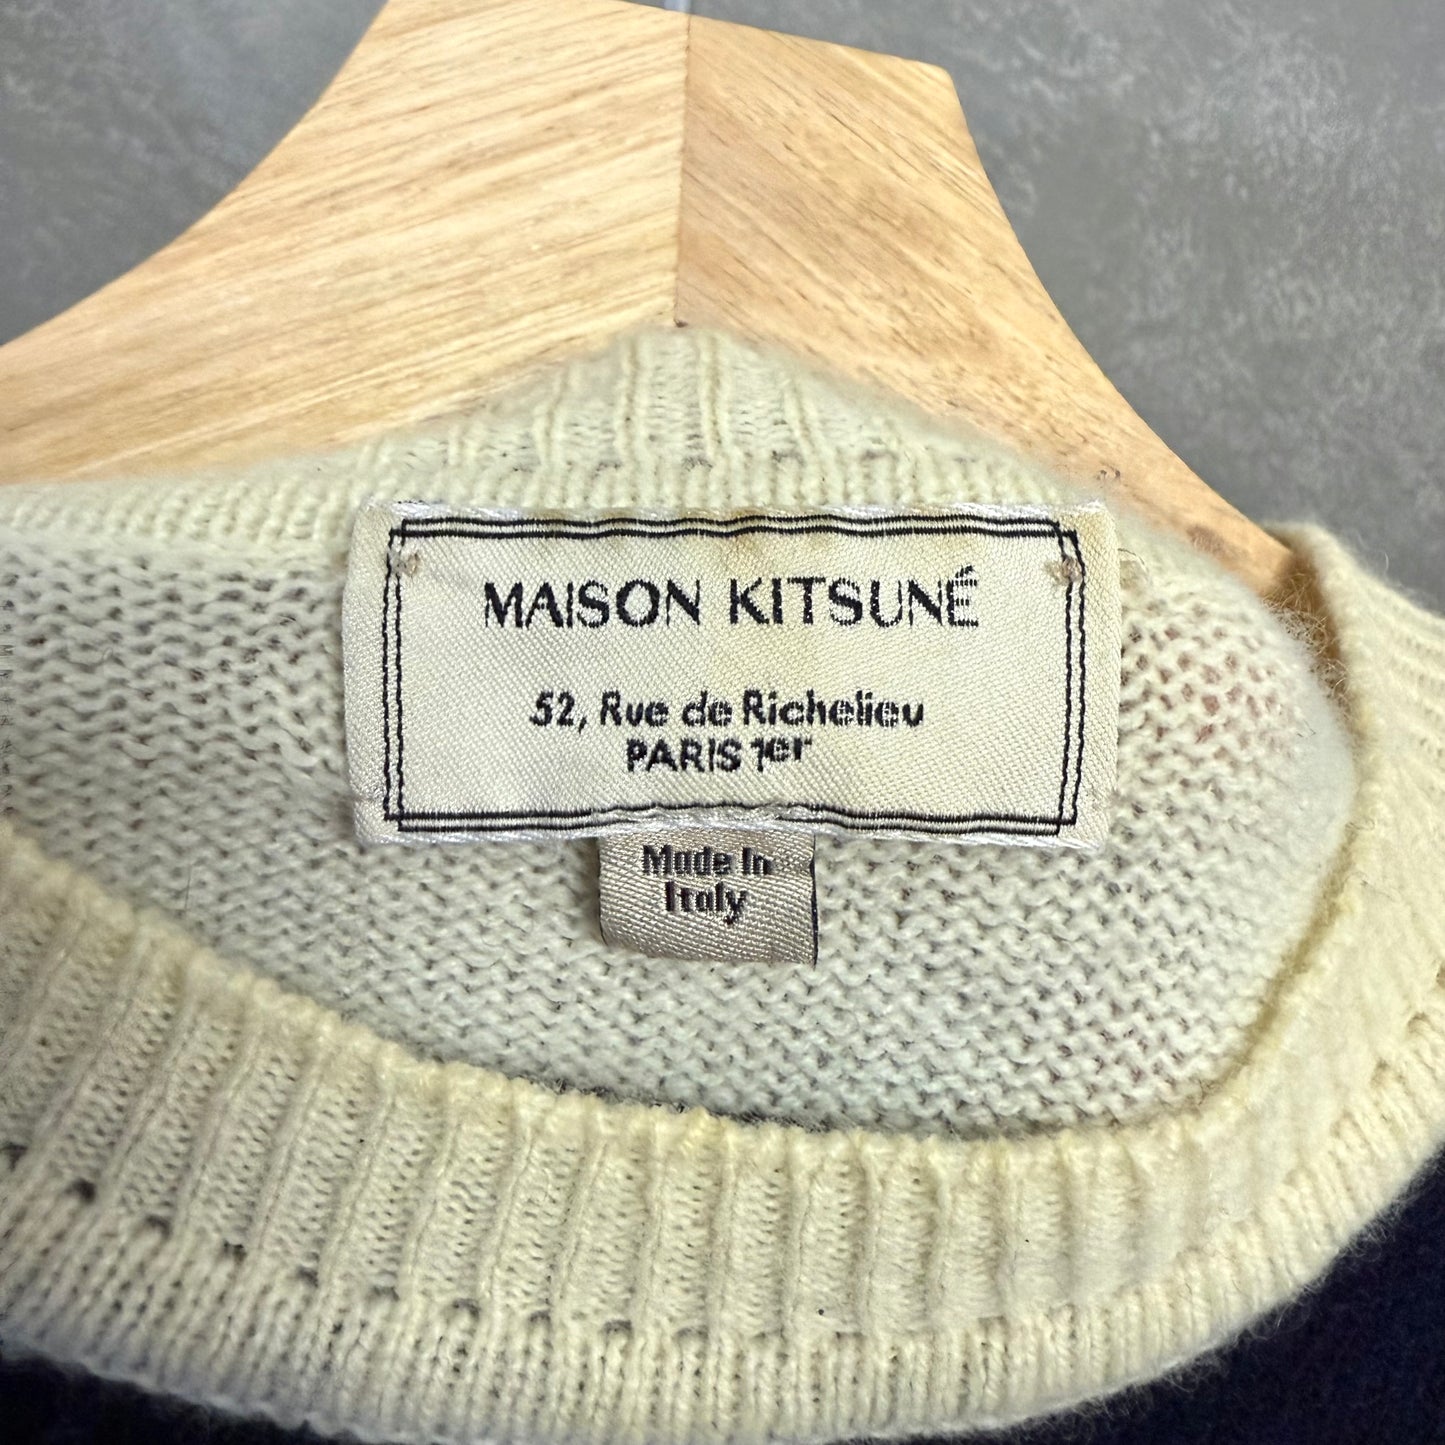 MAISON KITSUNÉ
52, Rue de Richelieu
PARIS 1er
Made In
Italy